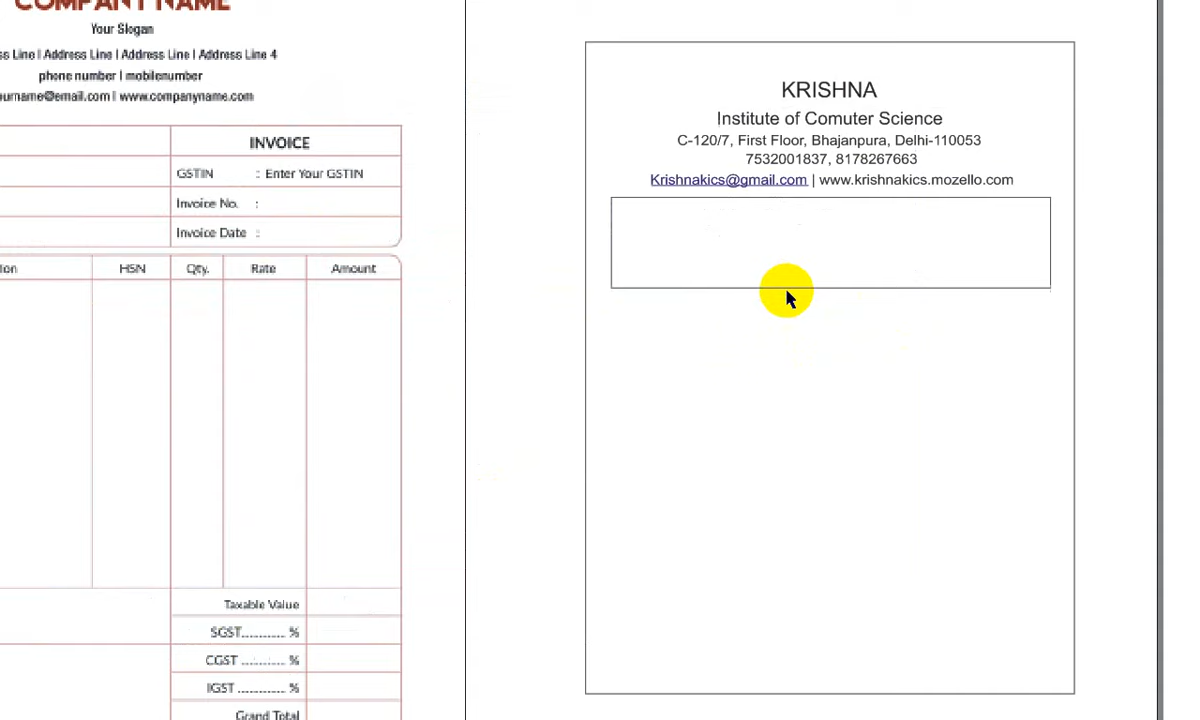 COMPANY NAME
Your Slogan
ss Line | Address Line | Address Line | Address Line 4
phone number | mobilenumber
ourname@email.com | www.companyname.com
INVOICE
GSTIN : Enter Your GSTIN
Invoice No. :
Invoice Date :
ion HSN Qty. Rate Amount
Taxable Value
SGST........... %
CGST ........... %
IGST ............ %
Grand Total
KRISHNA
Institute of Comuter Science
C-120/7, First Floor, Bhajanpura, Delhi-110053
7532001837, 8178267663
Krishnakics@gmail.com | www.krishnakics.mozello.com